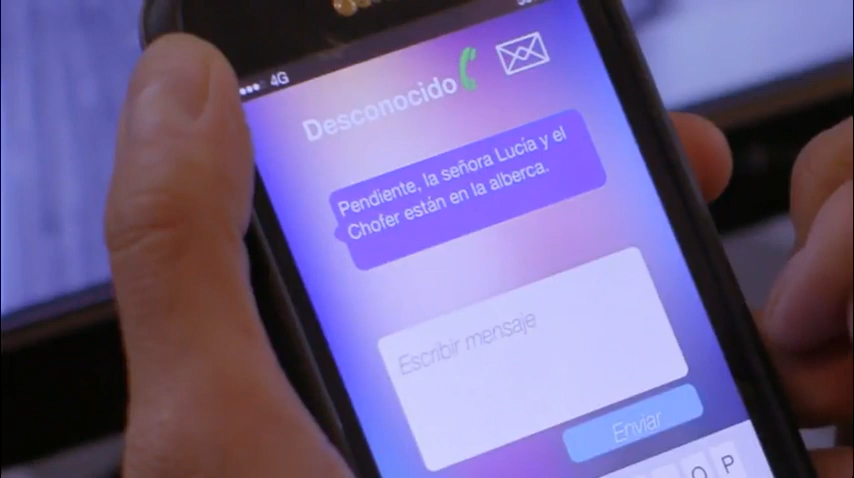 4G
Desconocido
Pendiente, la señora Lucía y el
Chofer están en la alberca.
Escribir mensaje
Enviar
O P